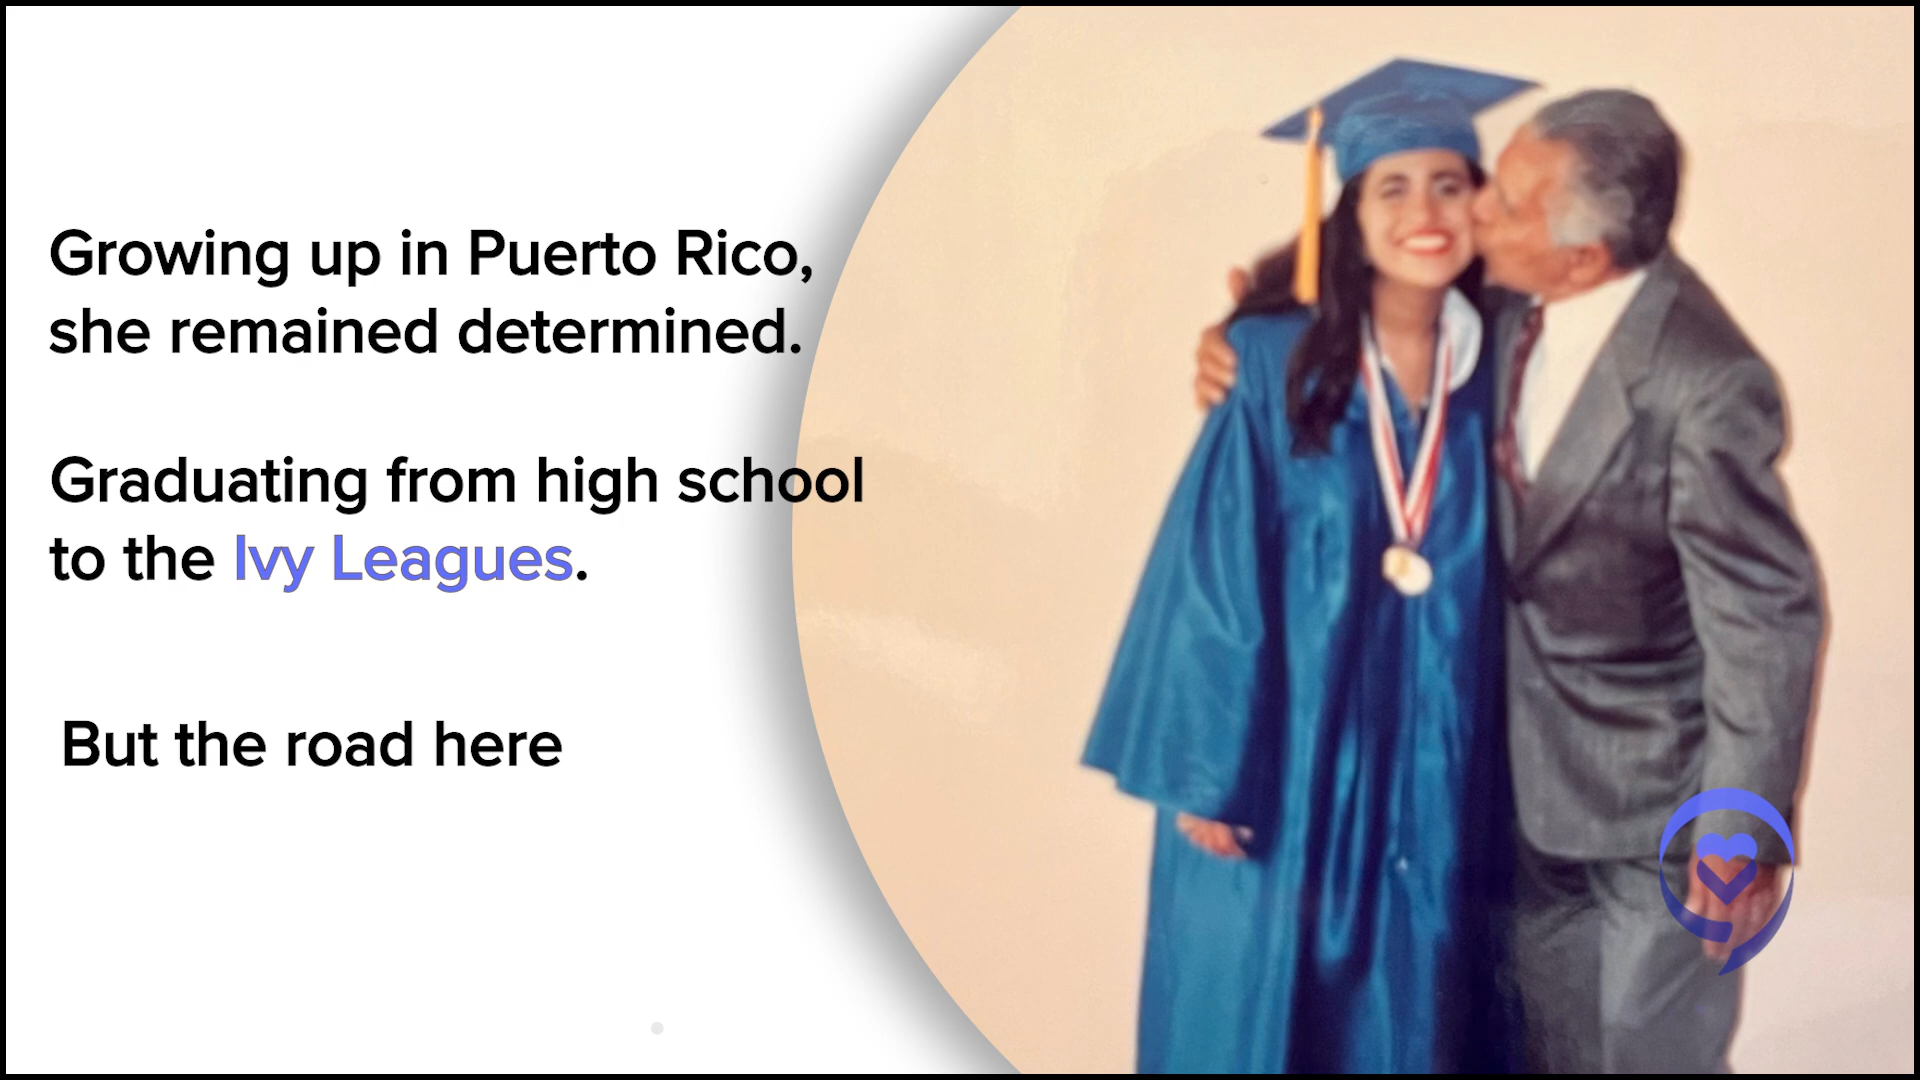 Growing up in Puerto Rico,
she remained determined.
Graduating from high school
to the Ivy Leagues.
But the road here